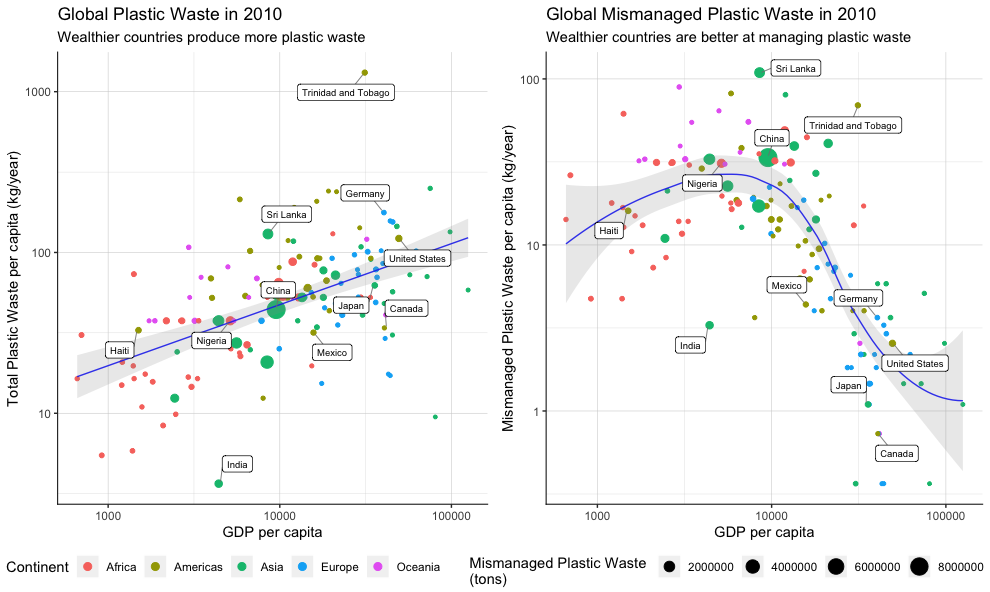 Global Plastic Waste in 2010
Wealthier countries produce more plastic waste
Total Plastic Waste per capita (kg/year)
1000
100
10
Trinidad and Tobago
Germany
Sri Lanka
United States
China
Japan
Canada
Nigeria
Haiti
Mexico
India
1000
10000
100000
GDP per capita
Global Mismanaged Plastic Waste in 2010
Wealthier countries are better at managing plastic waste
Mismanaged Plastic Waste per capita (kg/year)
100
10
1
Sri Lanka
Trinidad and Tobago
China
Nigeria
Haiti
Mexico
Germany
India
United States
Japan
Canada
1000
10000
100000
GDP per capita
Continent Africa Americas Asia Europe Oceania
Mismanaged Plastic Waste
(tons)
2000000 4000000 6000000 8000000